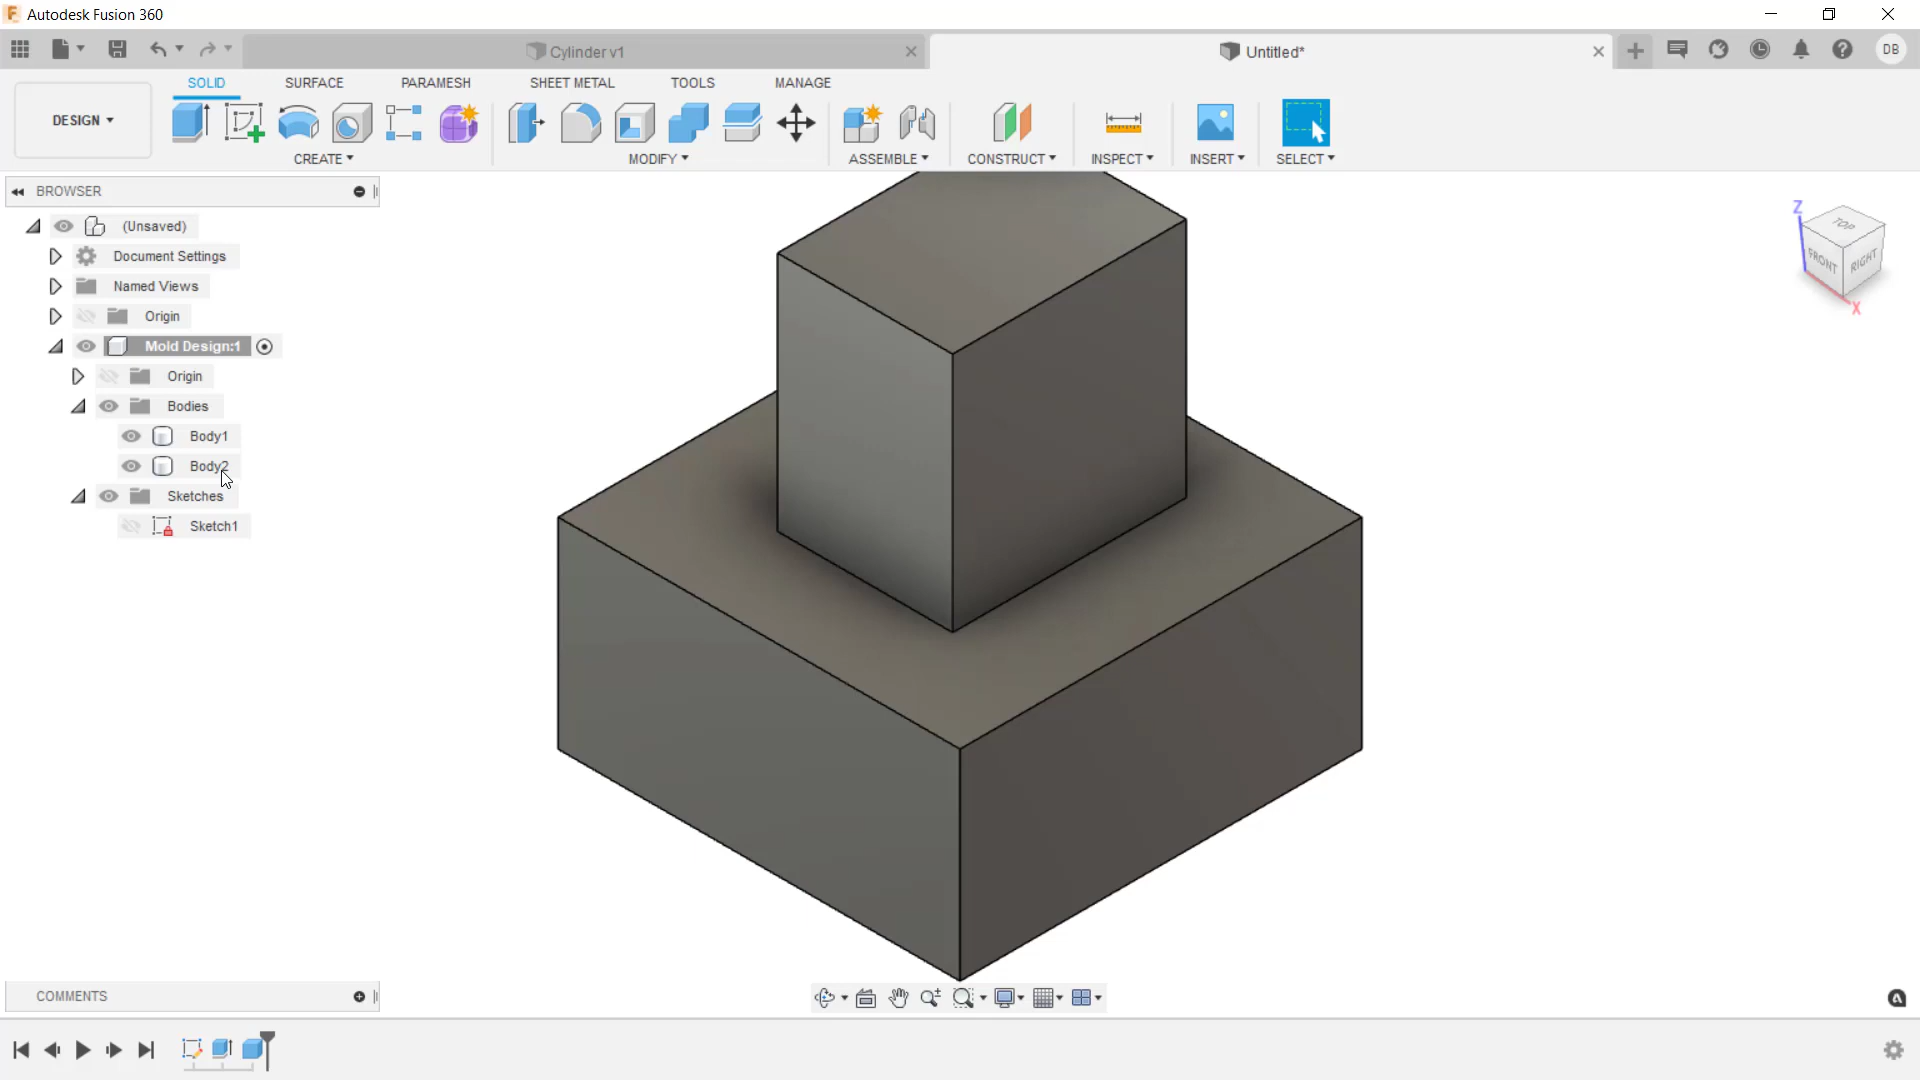 Autodesk Fusion 360
Cylinder v1
Untitled*
DB
DESIGN
SOLID
SURFACE
PARAMESH
SHEET METAL
TOOLS
MANAGE
CREATE
MODIFY
ASSEMBLE
CONSTRUCT
INSPECT
INSERT
SELECT
BROWSER
(Unsaved)
Document Settings
Named Views
Origin
Mold Design:1
Origin
Bodies
Body1
Body2
Sketches
Sketch1
Z
TOP
FRONT
RIGHT
X
COMMENTS